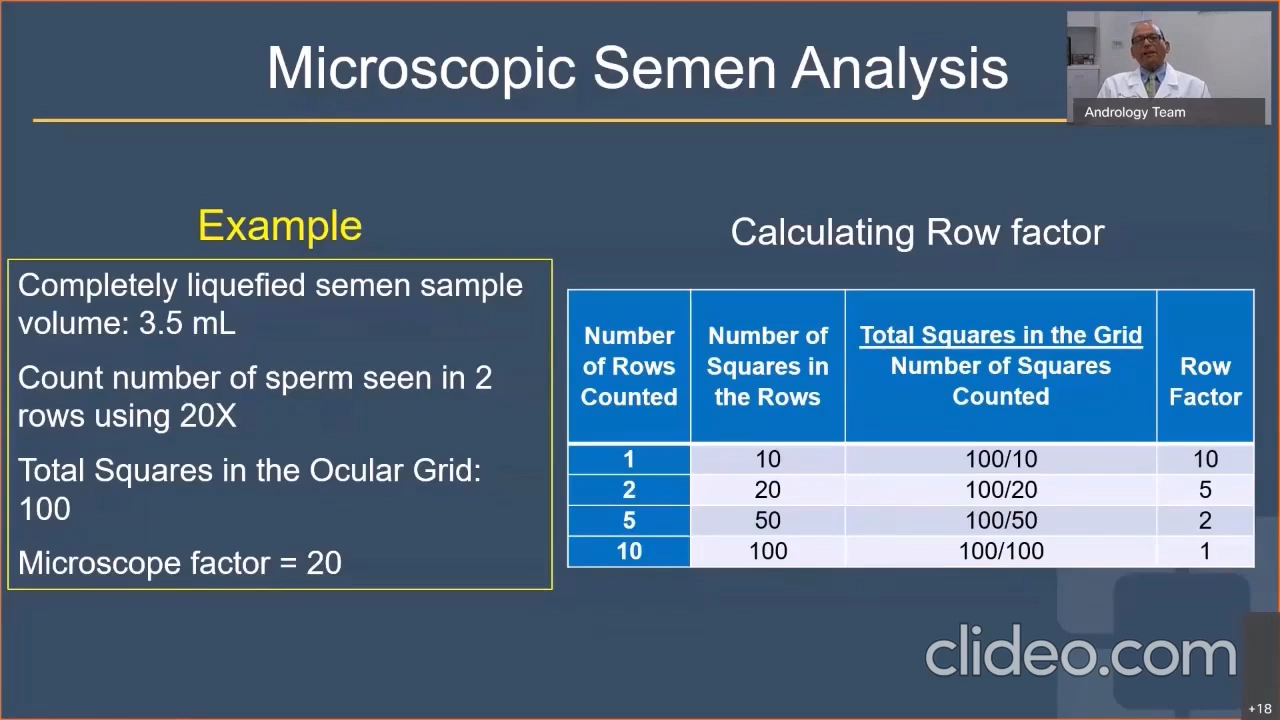 Microscopic Semen Analysis
Andrology Team
Example
Completely liquefied semen sample
volume: 3.5 mL
Count number of sperm seen in 2
rows using 20X
Total Squares in the Ocular Grid:
100
Microscope factor = 20
Calculating Row factor
Number of Rows Counted | Number of Squares in the Rows | Total Squares in the Grid Number of Squares Counted | Row Factor
1 | 10 | 100/10 | 10
2 | 20 | 100/20 | 5
5 | 50 | 100/50 | 2
10 | 100 | 100/100 | 1
clideo.com
+18